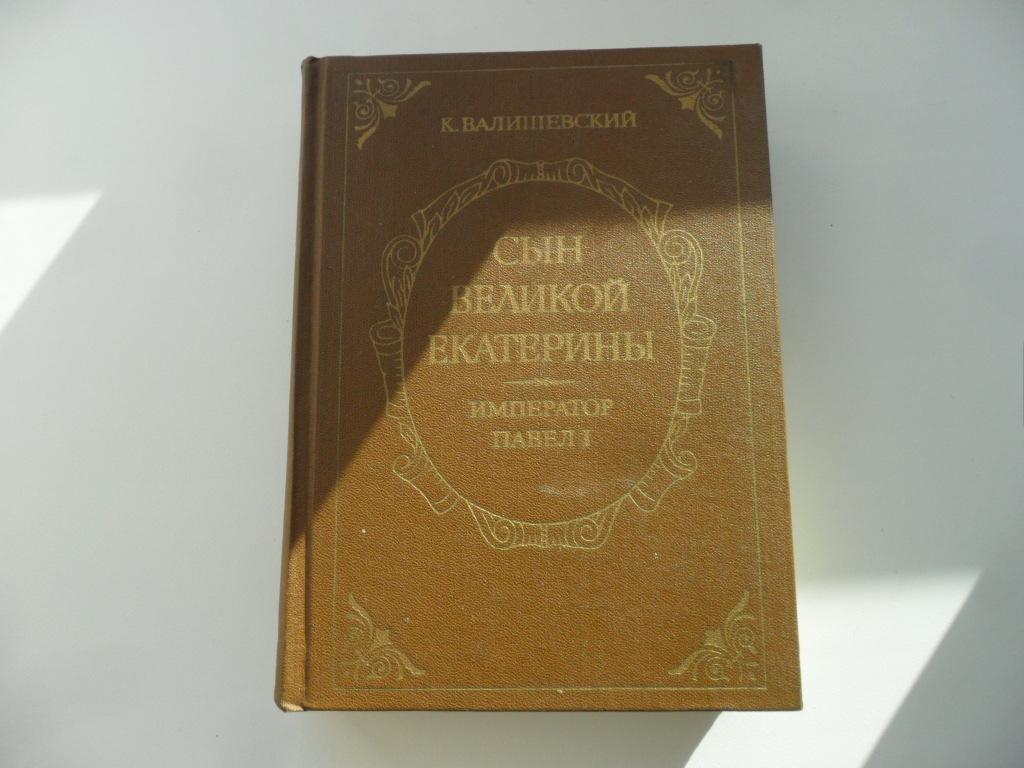 К. ВАЛИШЕВСКИЙ
СЫН
ВЕЛИКОЙ
ЕКАТЕРИНЫ
ИМПЕРАТОР
ПАВЕЛ I